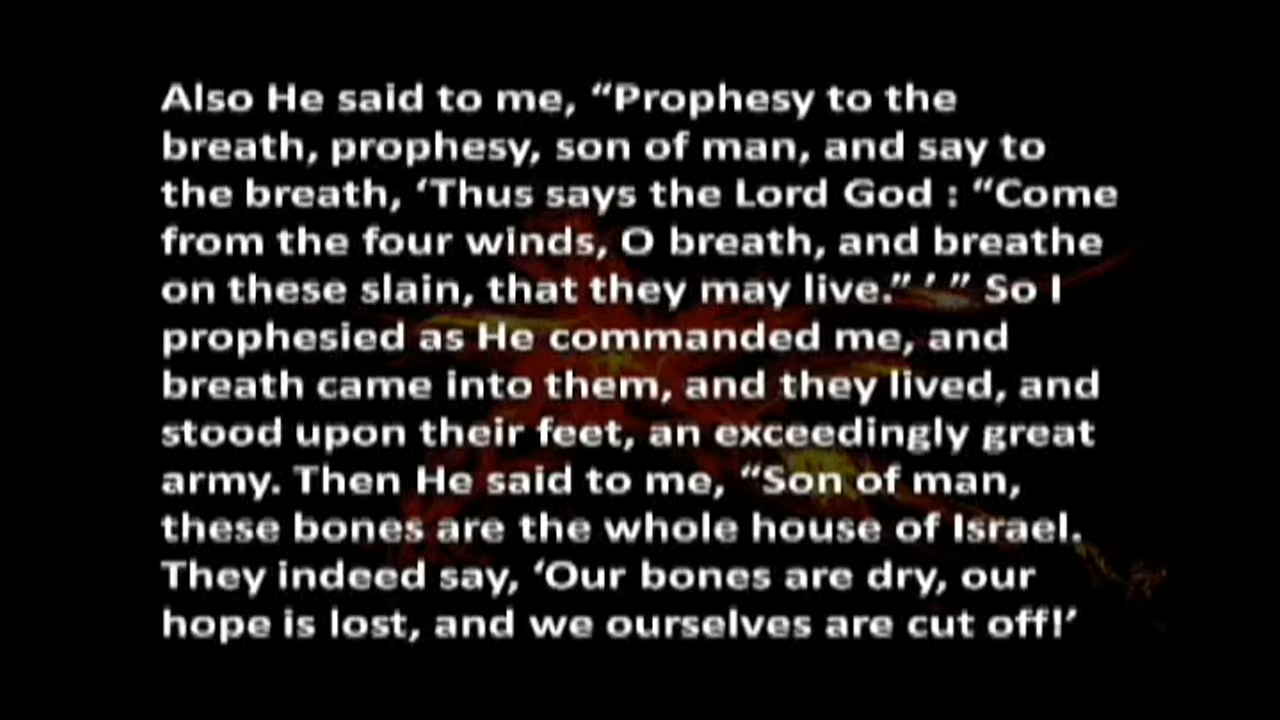 Also He said to me, “Prophesy to the
breath, prophesy, son of man, and say to
the breath, ‘Thus says the Lord God : “Come
from the four winds, O breath, and breathe
on these slain, that they may live.” ’ ” So I
prophesied as He commanded me, and
breath came into them, and they lived, and
stood upon their feet, an exceedingly great
army. Then He said to me, “Son of man,
these bones are the whole house of Israel.
They indeed say, ‘Our bones are dry, our
hope is lost, and we ourselves are cut off!’